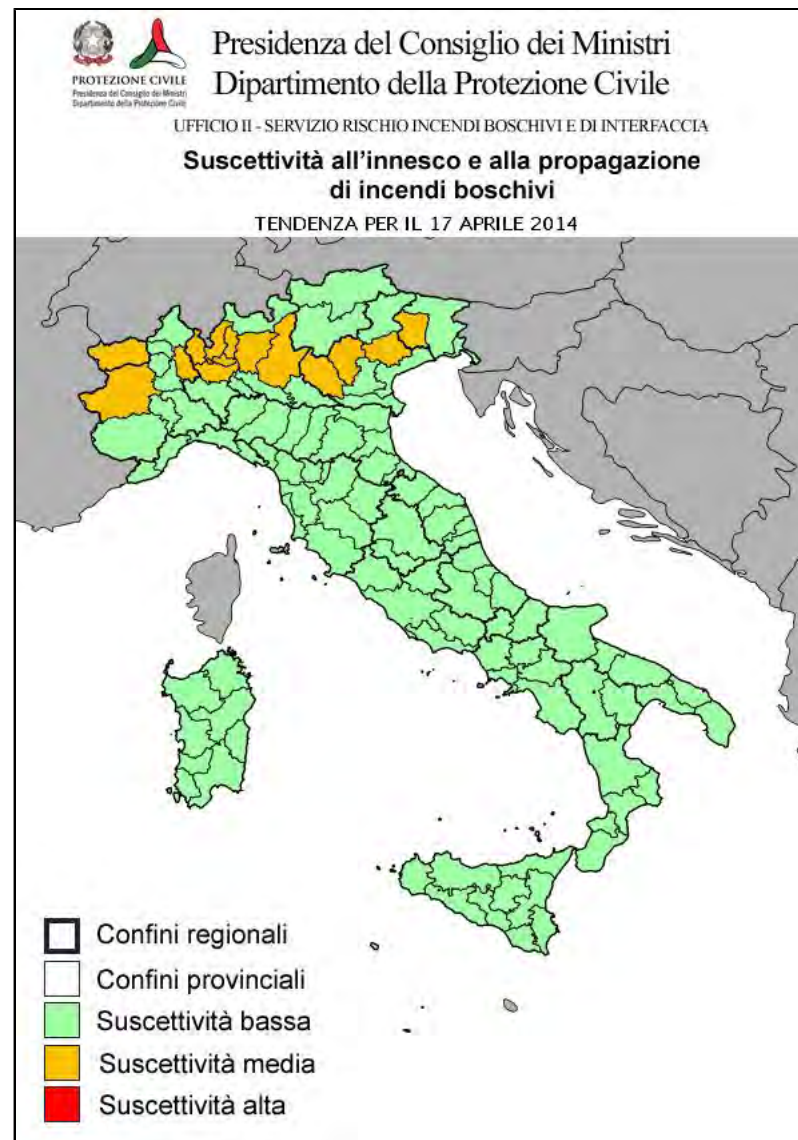 PROTEZIONE CIVILE
Presidenza del Consiglio dei Ministri
Dipartimento della Protezione Civile
Presidenza del Consiglio dei Ministri
Dipartimento della Protezione Civile
UFFICIO II - SERVIZIO RISCHIO INCENDI BOSCHIVI E DI INTERFACCIA
Suscettività all'innesco e alla propagazione
di incendi boschivi
TENDENZA PER IL 17 APRILE 2014
Confini regionali
Confini provinciali
Suscettività bassa
Suscettività media
Suscettività alta